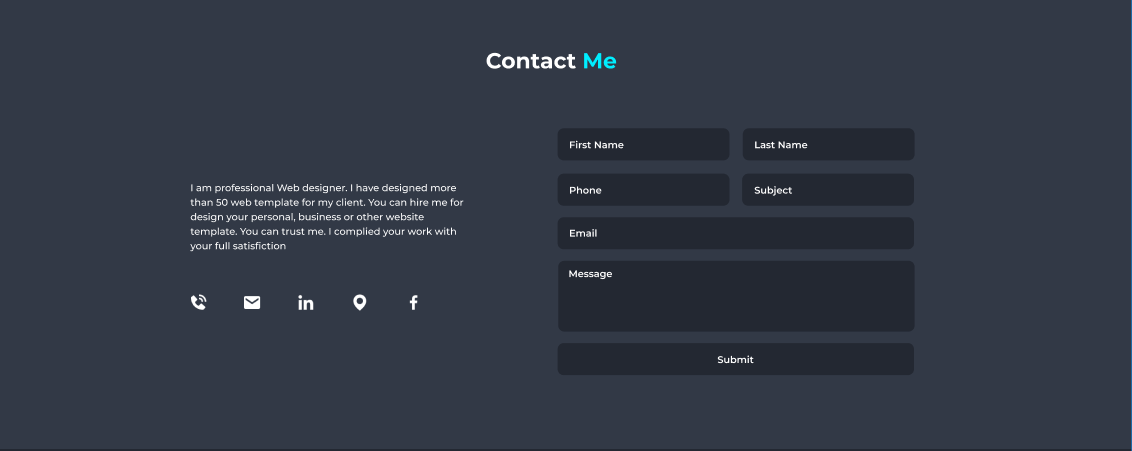 Contact Me
I am professional Web designer. I have designed more
than 50 web template for my client. You can hire me for
design your personal, business or other website
template. You can trust me. I complied your work with
your full satisfiction
First Name
Last Name
Phone
Subject
Email
Message
Submit